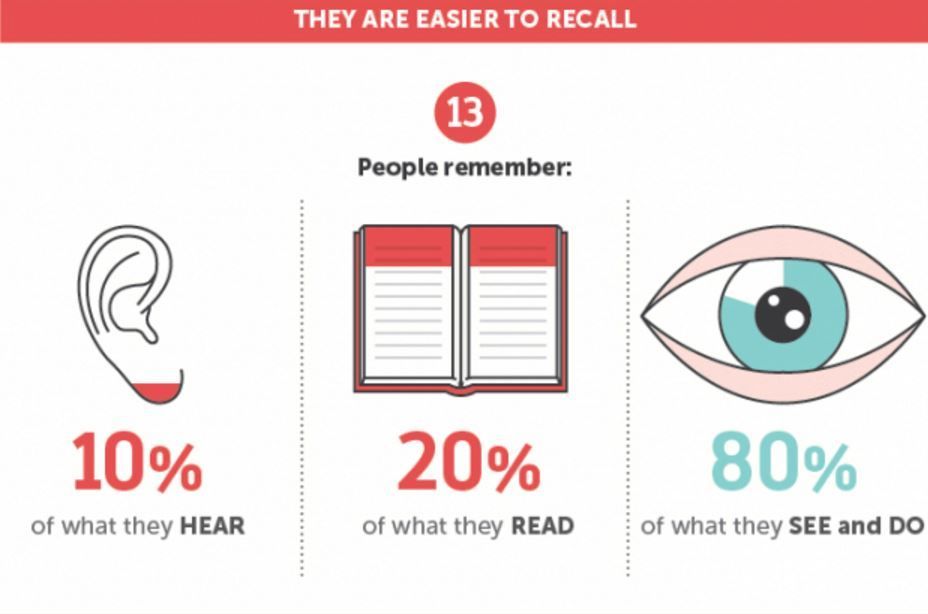 THEY ARE EASIER TO RECALL
13
People remember:
10%
of what they HEAR
20%
of what they READ
80%
of what they SEE and DO